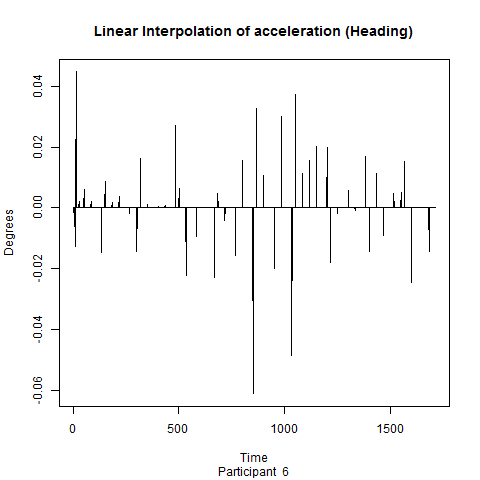 Linear Interpolation of acceleration (Heading)
Degrees
0.04
0.02
0.00
-0.02
-0.04
-0.06
0 500 1000 1500
Time
Participant 6